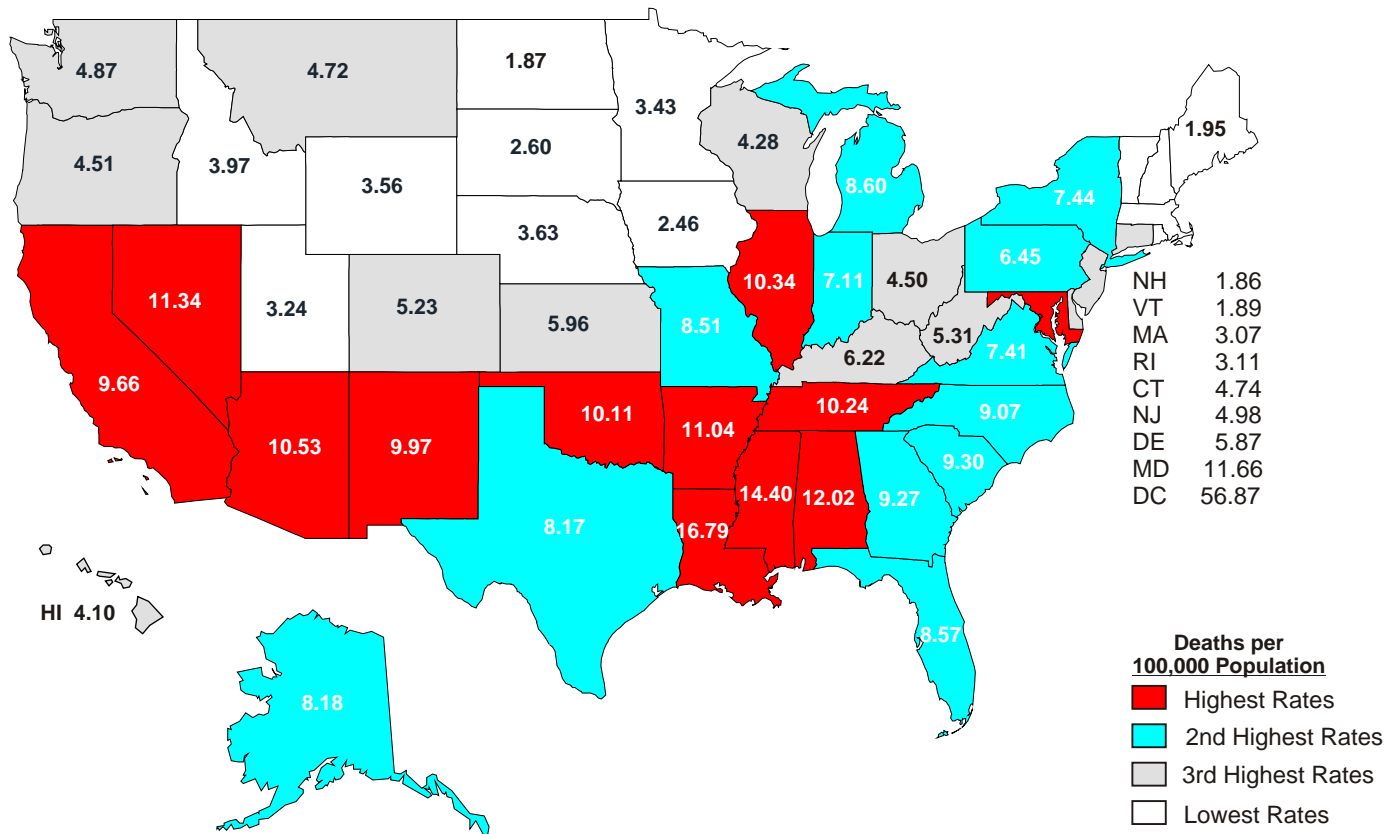 4.87
4.72
1.87
3.43
4.28
1.95
4.51
3.97
3.56
2.60
8.60
7.44
3.63
2.46
6.45
11.34
3.24
5.23
5.96
8.51
10.34
7.11
4.50
5.31
6.22
7.41
9.66
10.53
9.97
10.11
11.04
10.24
9.07
9.30
14.40
12.02
9.27
16.79
8.17
8.57
8.18
HI 4.10
NH 1.86
VT 1.89
MA 3.07
RI 3.11
CT 4.74
NJ 4.98
DE 5.87
MD 11.66
DC 56.87
Deaths per
100,000 Population
Highest Rates
2nd Highest Rates
3rd Highest Rates
Lowest Rates